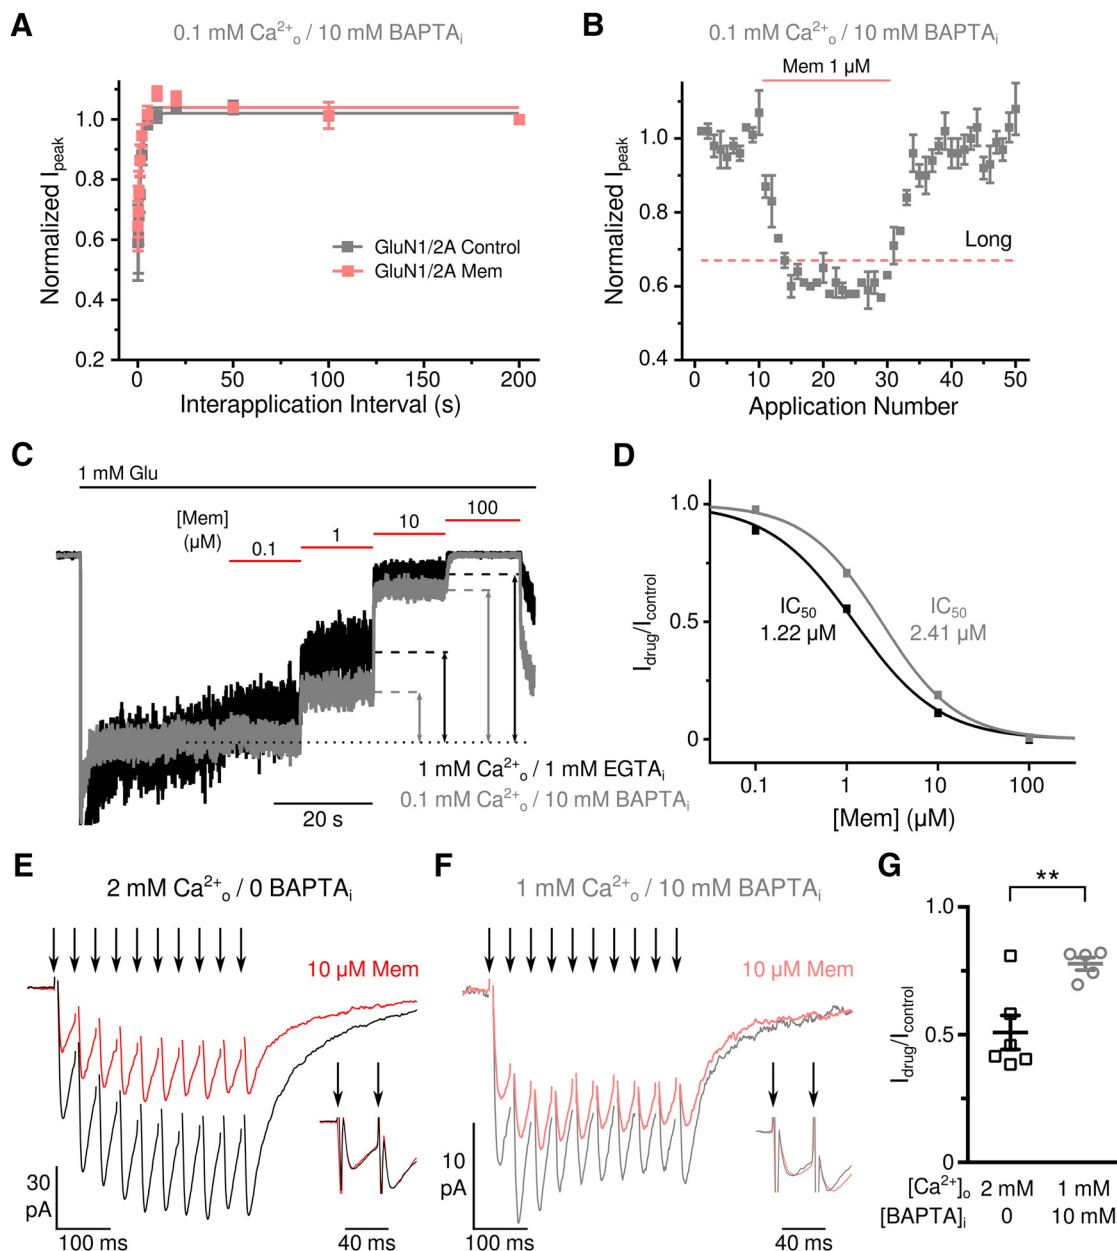 A
0.1 mM Ca²⁺ₒ / 10 mM BAPTAᵢ
Normalized I_peak
1.0
0.8
0.6
0.4
0.2
GluN1/2A Control
GluN1/2A Mem
0 50 100 150 200
Interapplication Interval (s)
B
0.1 mM Ca²⁺ₒ / 10 mM BAPTAᵢ
Mem 1 µM
Normalized I_peak
1.0
0.8
0.6
0.4
Long
0 10 20 30 40 50
Application Number
C
1 mM Glu
[Mem]
(µM)
0.1
1
10
100
1 mM Ca²⁺ₒ / 1 mM EGTAᵢ
0.1 mM Ca²⁺ₒ / 10 mM BAPTAᵢ
20 s
D
I_drug/I_control
1.0
0.5
0
IC₅₀
1.22 µM
IC₅₀
2.41 µM
0.1 1 10 100
[Mem] (µM)
E
2 mM Ca²⁺ₒ / 0 BAPTAᵢ
10 µM Mem
30
pA
100 ms
40 ms
F
1 mM Ca²⁺ₒ / 10 mM BAPTAᵢ
10 µM Mem
10
pA
100 ms
40 ms
G
**
I_drug/I_control
1.0
0.5
0
[Ca²⁺]ₒ 2 mM 1 mM
[BAPTA]ᵢ 0 10 mM